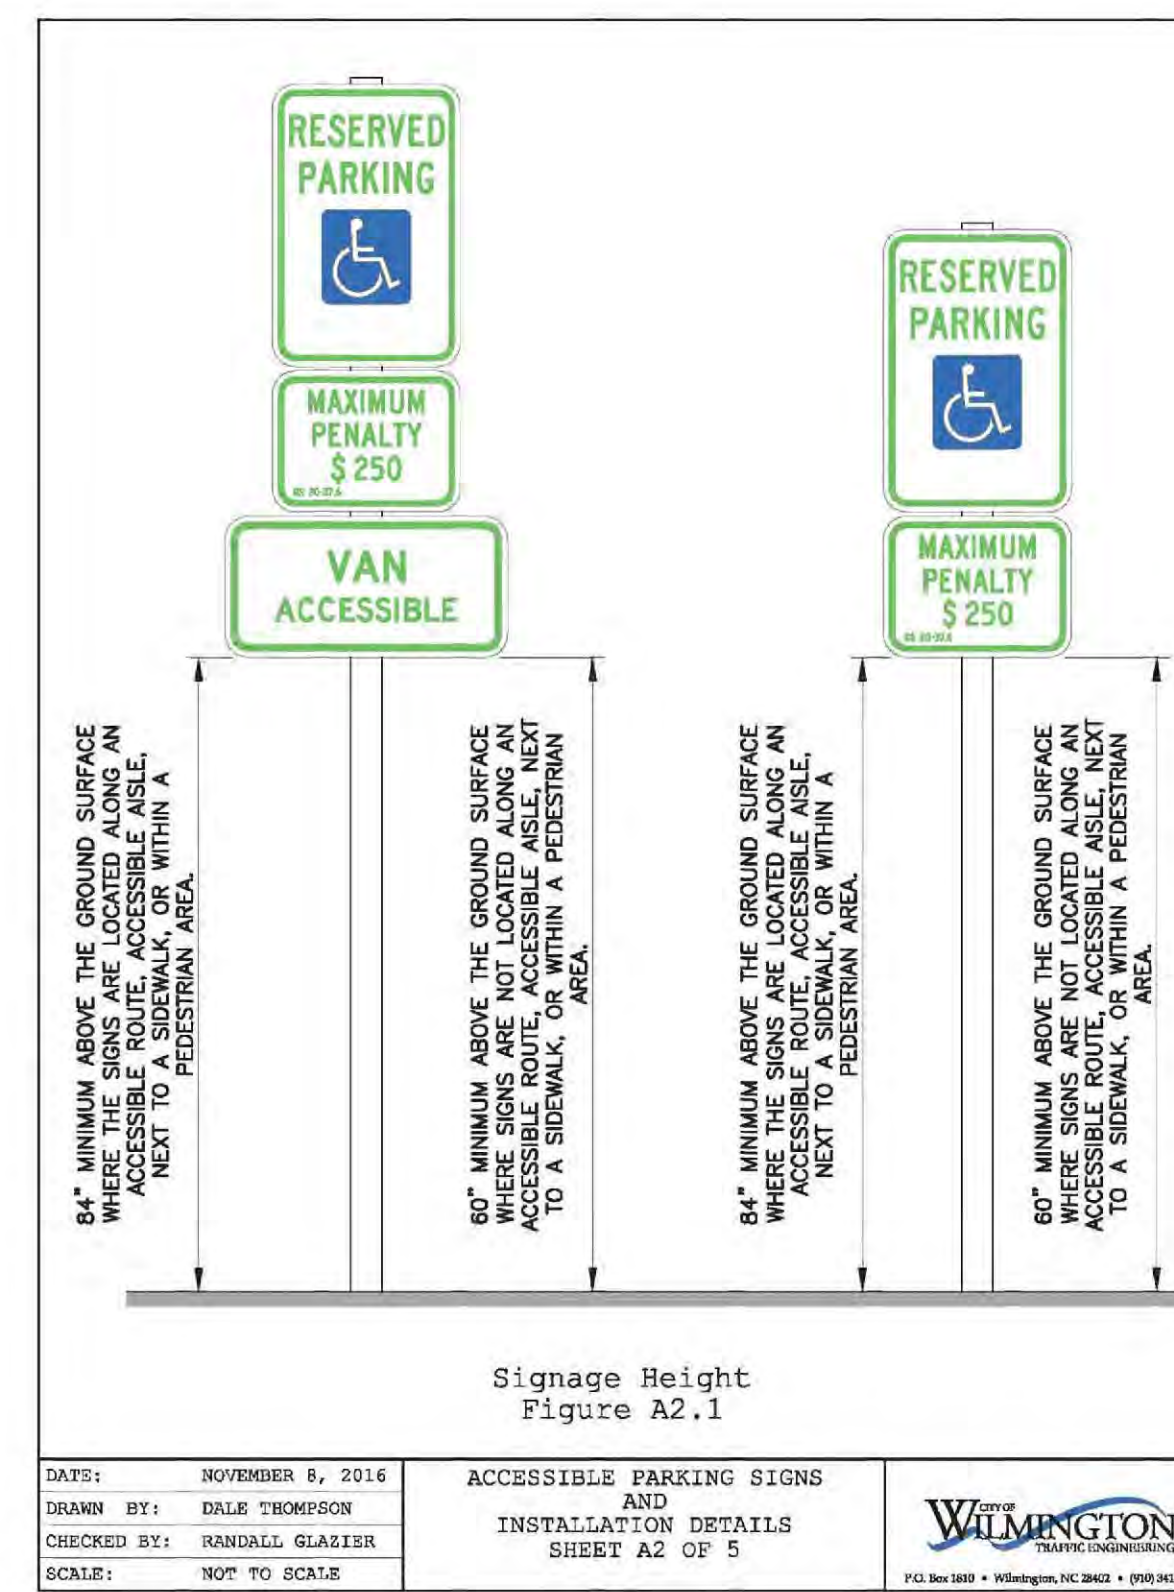 RESERVED
PARKING
MAXIMUM
PENALTY
$ 250
VAN
ACCESSIBLE
RESERVED
PARKING
MAXIMUM
PENALTY
$ 250
84" MINIMUM ABOVE THE GROUND SURFACE
WHERE THE SIGNS ARE LOCATED ALONG AN
ACCESSIBLE ROUTE, ACCESSIBLE AISLE,
NEXT TO A SIDEWALK, OR WITHIN A
PEDESTRIAN AREA.
60" MINIMUM ABOVE THE GROUND SURFACE
WHERE SIGNS ARE NOT LOCATED ALONG AN
ACCESSIBLE ROUTE, ACCESSIBLE AISLE, NEXT
TO A SIDEWALK, OR WITHIN A PEDESTRIAN
AREA.
84" MINIMUM ABOVE THE GROUND SURFACE
WHERE THE SIGNS ARE LOCATED ALONG AN
ACCESSIBLE ROUTE, ACCESSIBLE AISLE,
NEXT TO A SIDEWALK, OR WITHIN A
PEDESTRIAN AREA.
60" MINIMUM ABOVE THE GROUND SURFACE
WHERE SIGNS ARE NOT LOCATED ALONG AN
ACCESSIBLE ROUTE, ACCESSIBLE AISLE, NEXT
TO A SIDEWALK, OR WITHIN A PEDESTRIAN
AREA.
Signage Height
Figure A2.1
DATE: NOVEMBER 8, 2016
DRAWN BY: DALE THOMPSON
CHECKED BY: RANDALL GLAZIER
SCALE: NOT TO SCALE
ACCESSIBLE PARKING SIGNS
AND
INSTALLATION DETAILS
SHEET A2 OF 5
CITY OF
WILMINGTON
TRAFFIC ENGINEERING
P.O. Box 1810 • Wilmington, NC 28402 • (910) 341